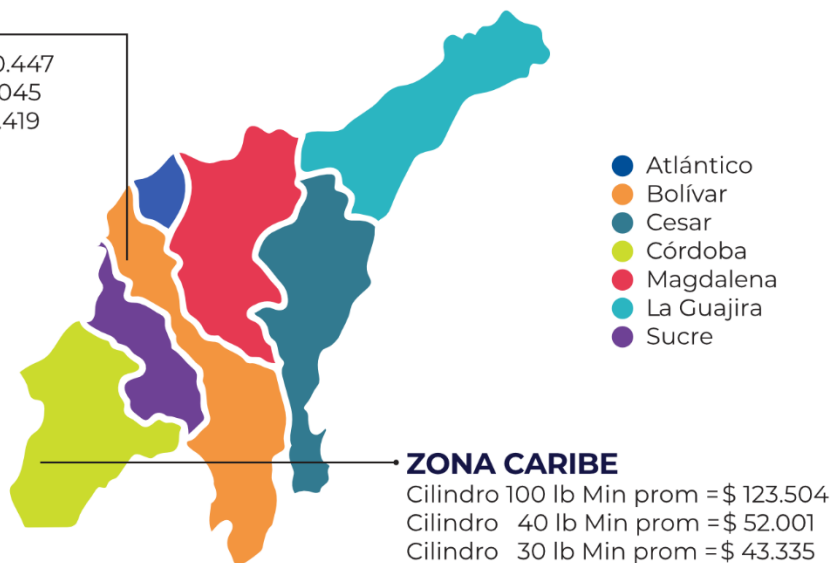 0.447
045
.419
Atlántico
Bolívar
Cesar
Córdoba
Magdalena
La Guajira
Sucre
ZONA CARIBE
Cilindro 100 lb Min prom = $ 123.504
Cilindro 40 lb Min prom = $ 52.001
Cilindro 30 lb Min prom = $ 43.335